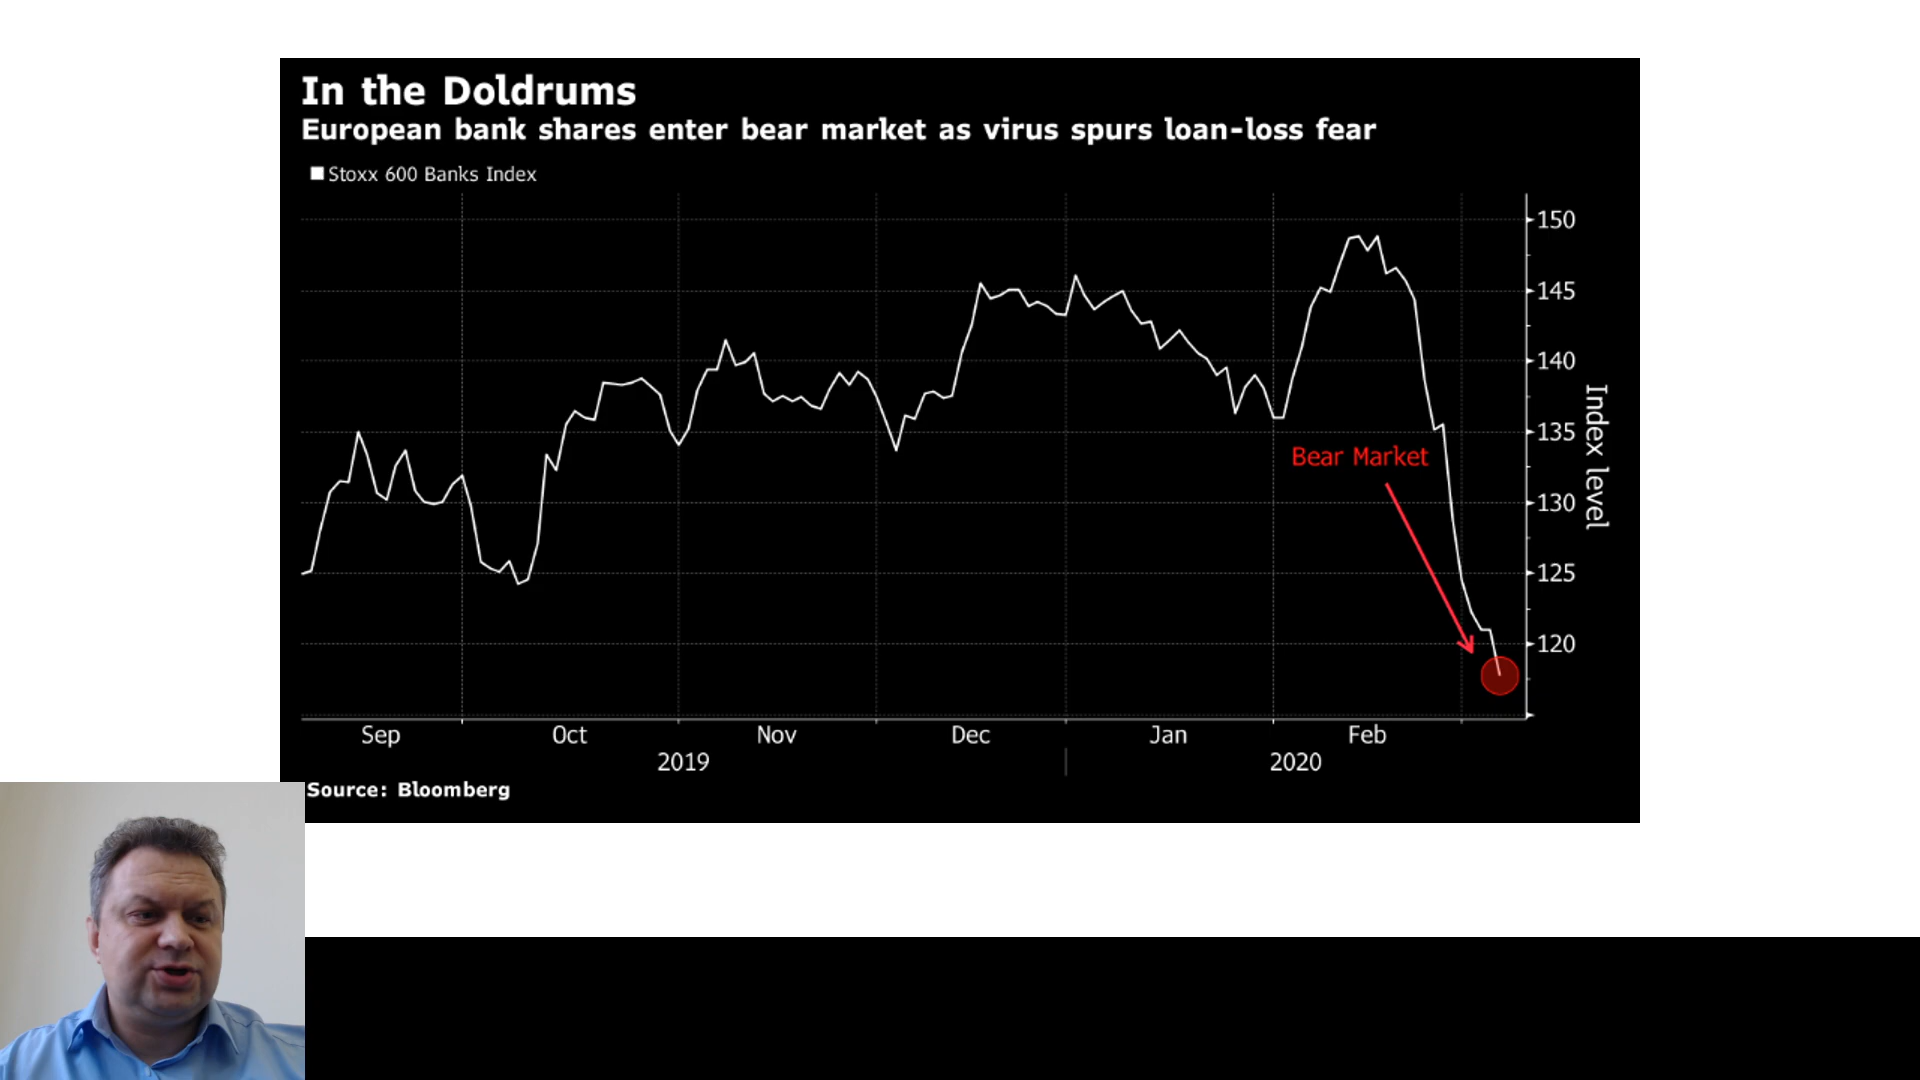 In the Doldrums
European bank shares enter bear market as virus spurs loan-loss fear
Stoxx 600 Banks Index
150
145
140
135
130
125
120
Index level
Bear Market
Sep Oct Nov Dec Jan Feb
2019 2020
Source: Bloomberg